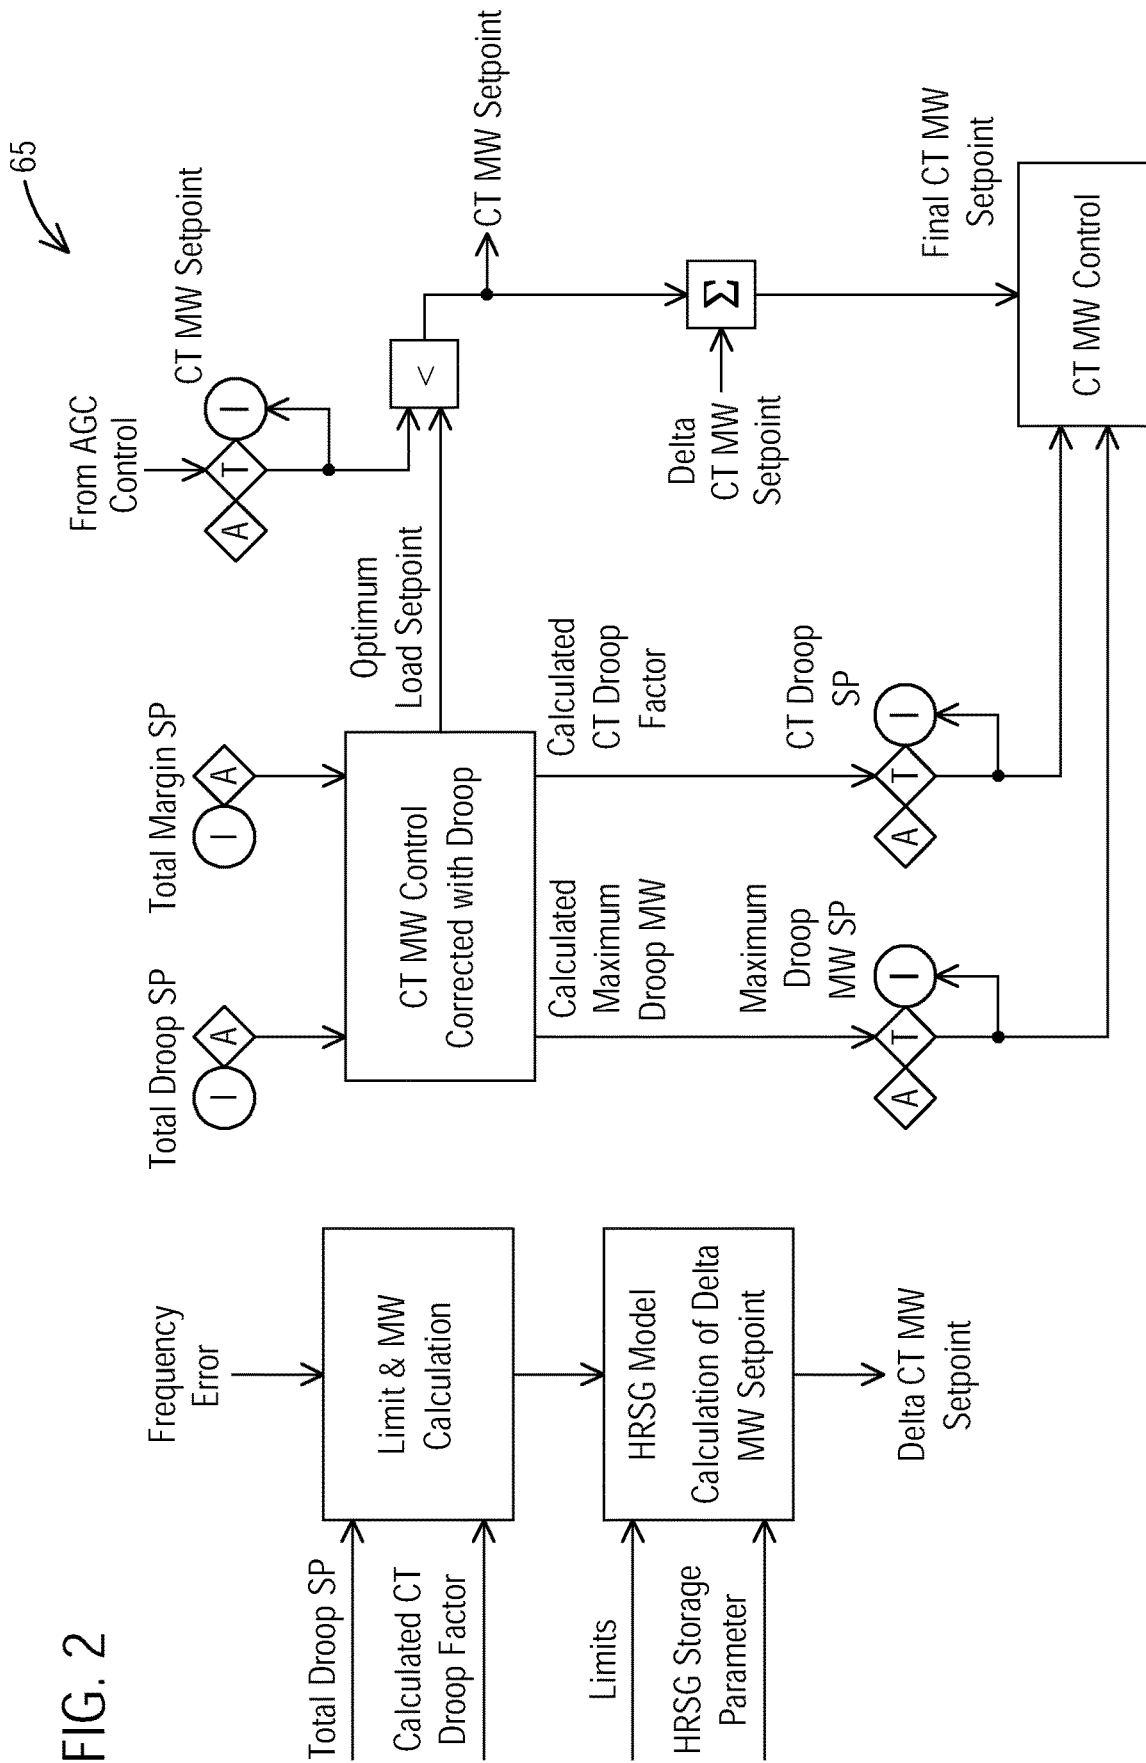 FIG. 2
65
Frequency
Error
Total Droop SP
Calculated CT
Droop Factor
Limit & MW
Calculation
Limits
HRSG Storage
Parameter
HRSG Model
Calculation of Delta
MW Setpoint
Delta CT MW
Setpoint
Total Droop SP
I
A
Total Margin SP
I
A
CT MW Control
Corrected with Droop
Optimum
Load Setpoint
From AGC
Control
CT MW Setpoint
A
T
I
<
CT MW Setpoint
Calculated
Maximum
Droop MW
Calculated
CT Droop
Factor
Maximum
Droop
MW SP
A
T
I
CT Droop
SP
A
T
I
Delta
CT MW
Setpoint
Σ
Final CT MW
Setpoint
CT MW Control